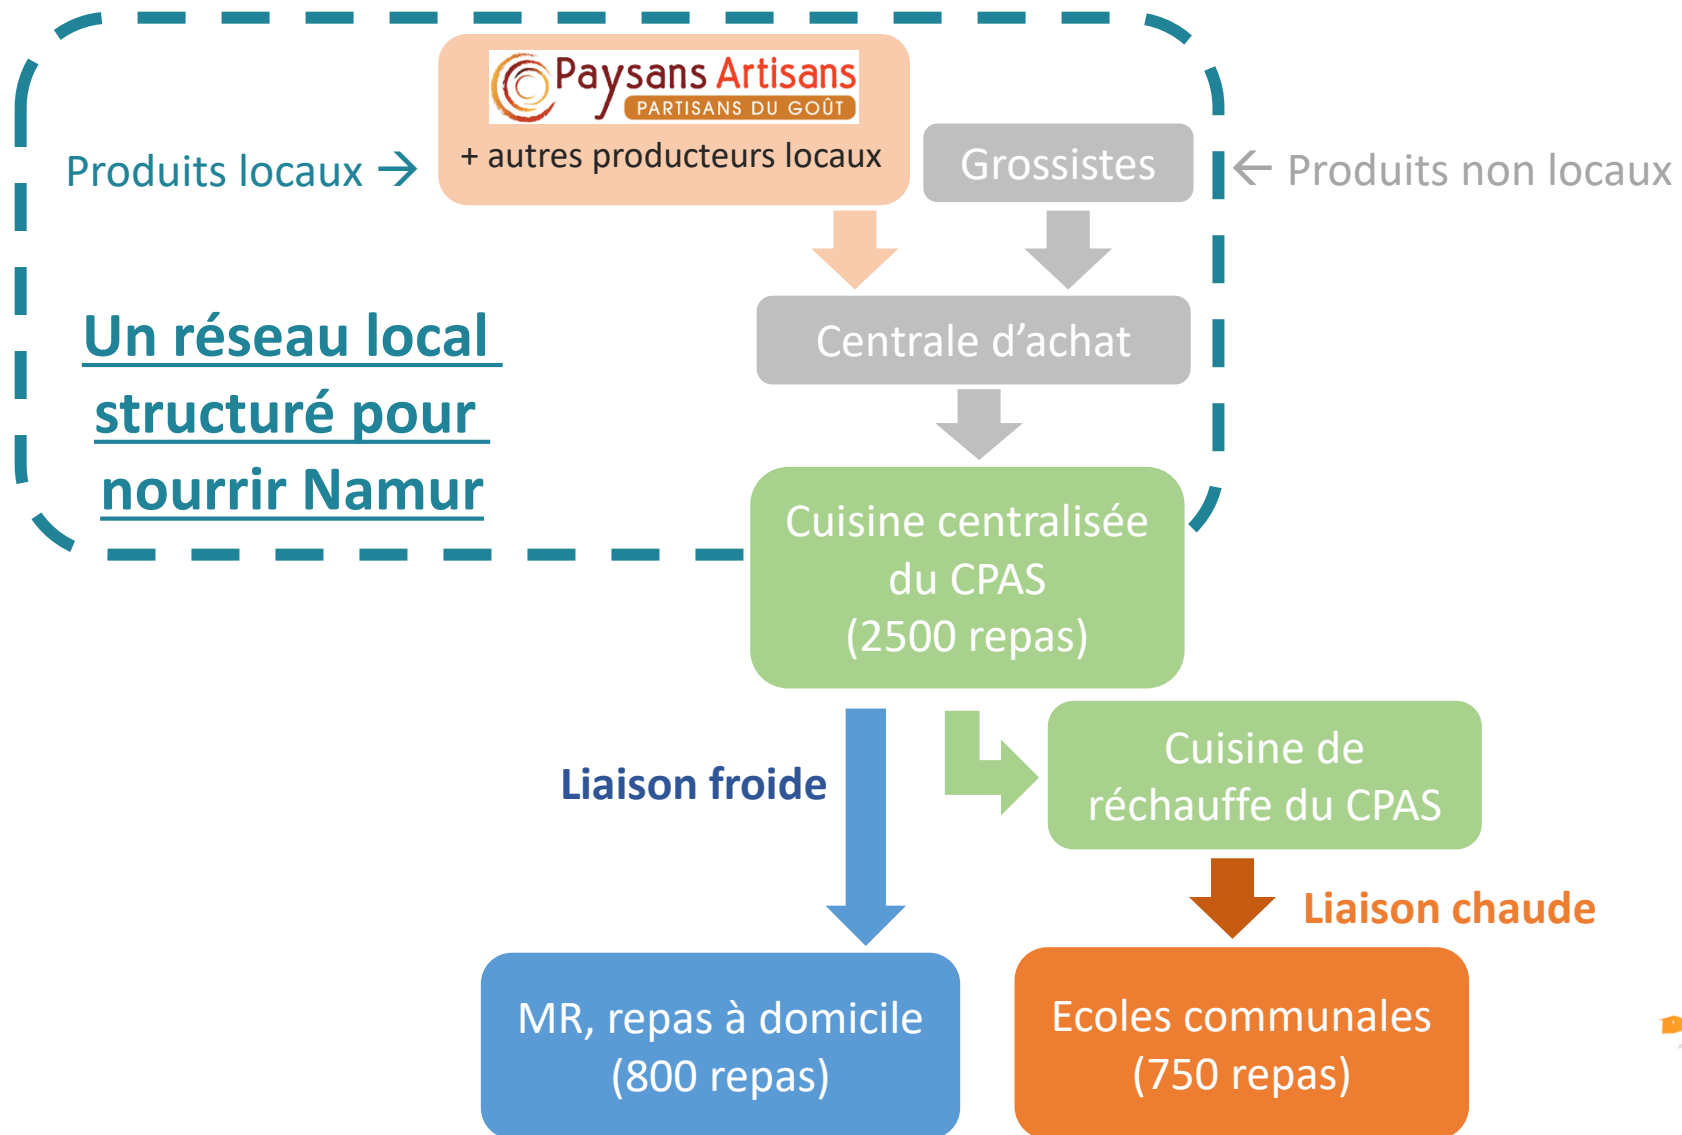 Paysans Artisans
PARTISANS DU GOÛT
+ autres producteurs locaux
Produits locaux →
Grossistes
← Produits non locaux
Un réseau local
structuré pour
nourrir Namur
Centrale d’achat
Cuisine centralisée
du CPAS
(2500 repas)
Liaison froide
Cuisine de
réchauffe du CPAS
Liaison chaude
MR, repas à domicile
(800 repas)
Ecoles communales
(750 repas)